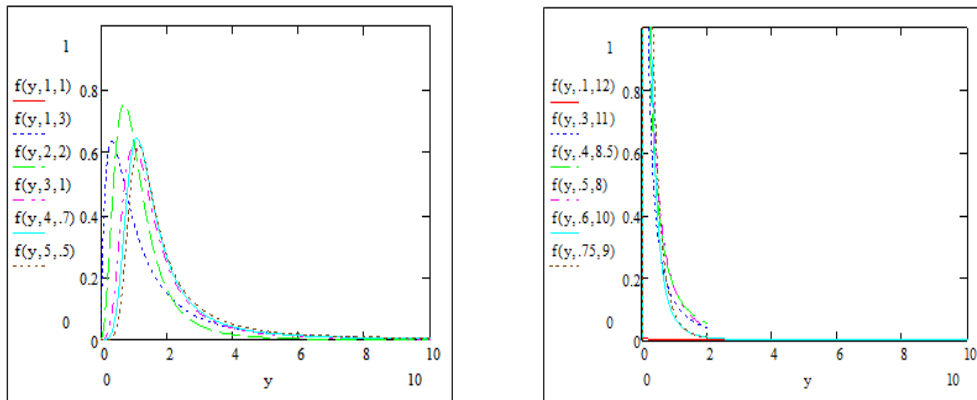 1
f(y,1,1)
f(y,1,3)
f(y,2,2)
f(y,3,1)
f(y,4,.7)
f(y,5,.5)
0
0.8
0.6
0.4
0.2
0
0 2 4 6 8 10
0 y 10
1
f(y,.1,12)
f(y,.3,11)
f(y,.4,8.5)
f(y,.5,8)
f(y,.6,10)
f(y,.75,9)
0
0.8
0.6
0.4
0.2
0
0 2 4 6 8 10
0 y 10